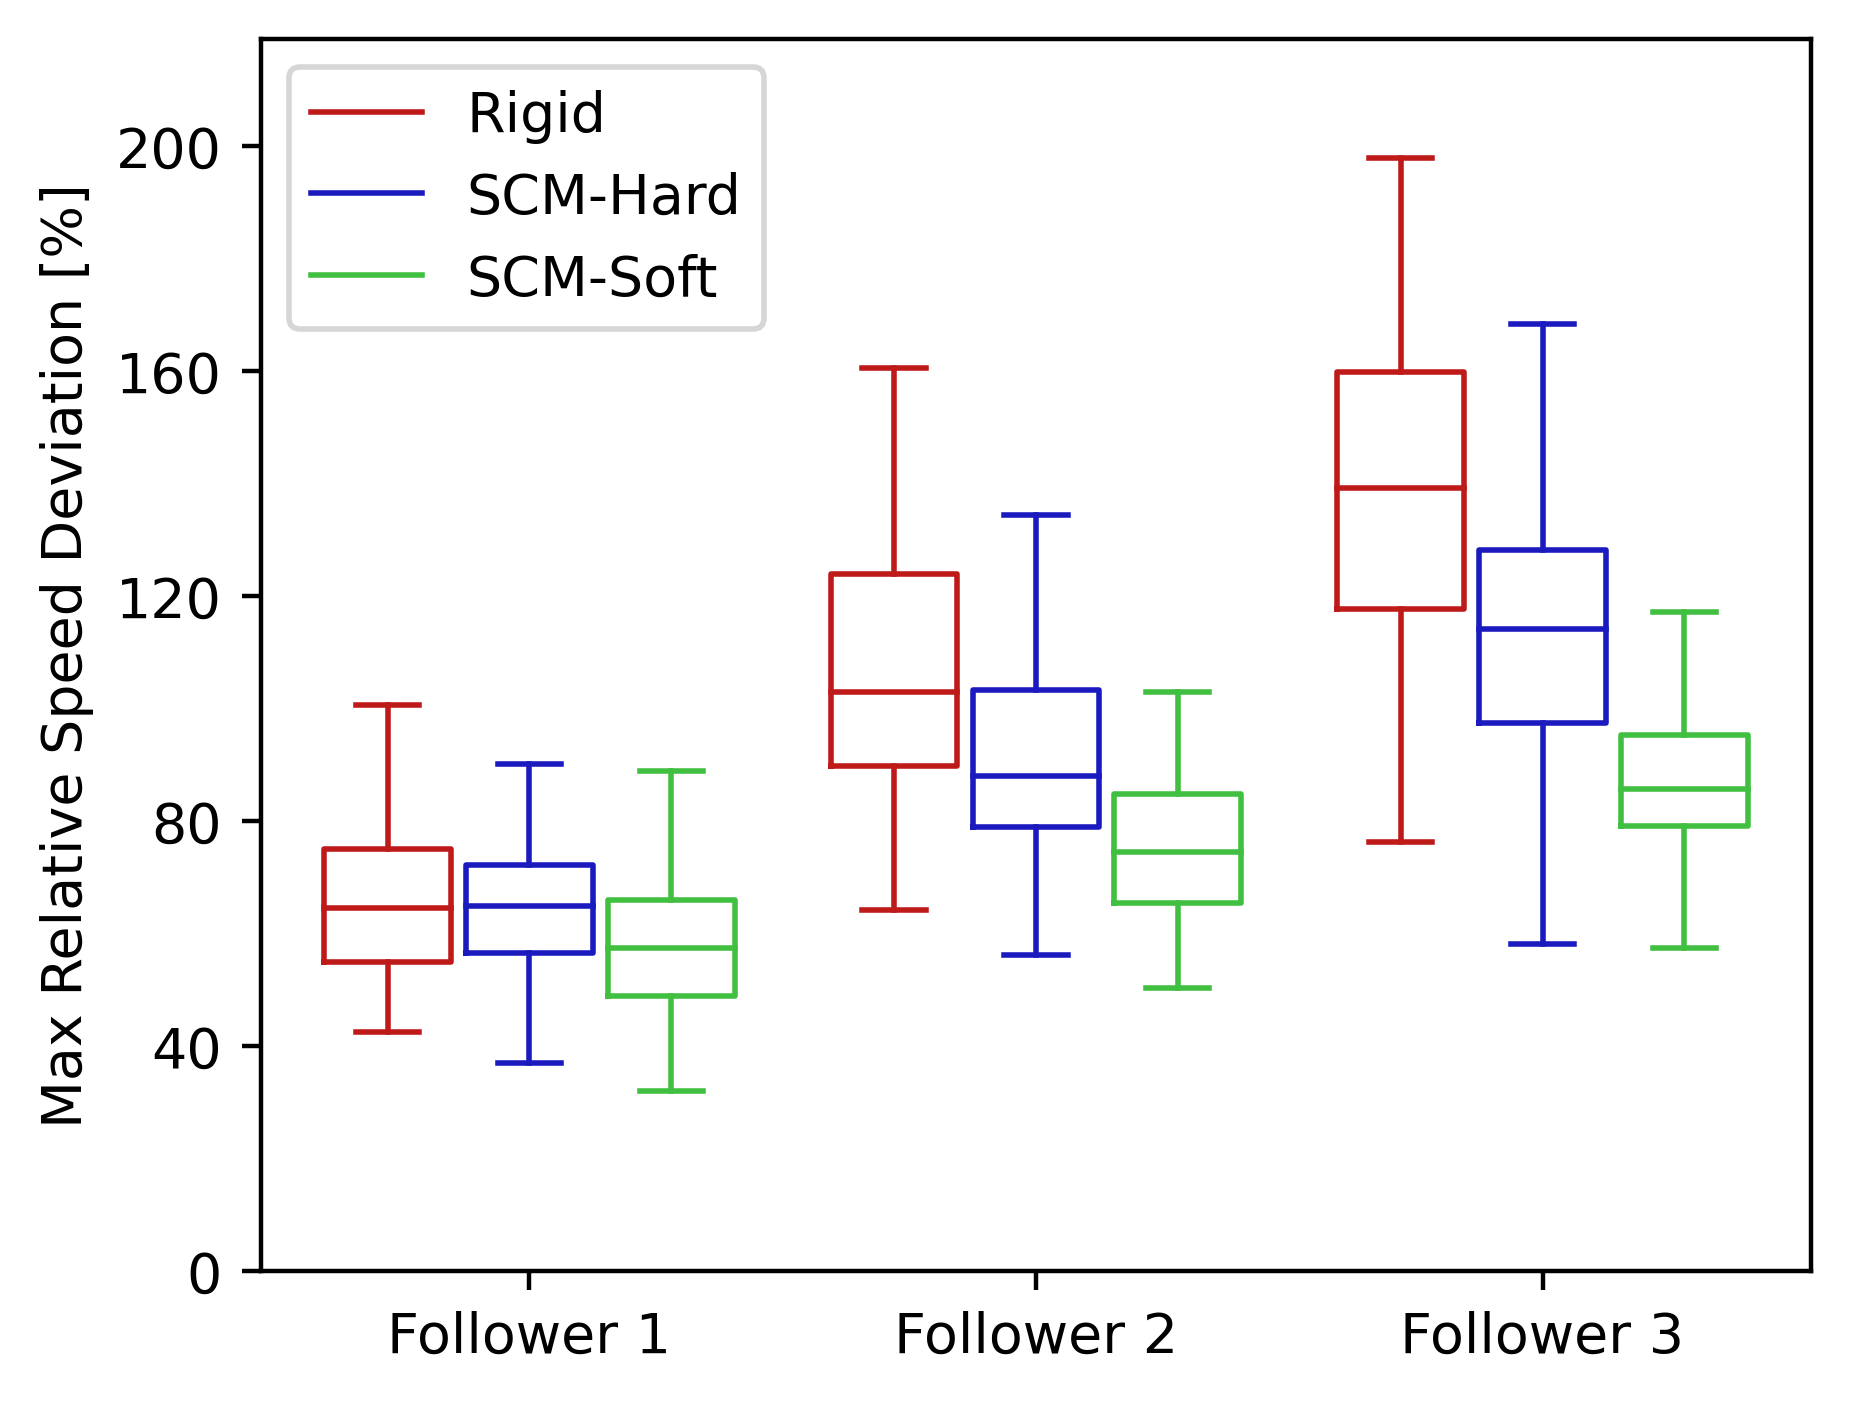 Max Relative Speed Deviation [%]
200
160
120
80
40
0
Rigid
SCM-Hard
SCM-Soft
Follower 1
Follower 2
Follower 3